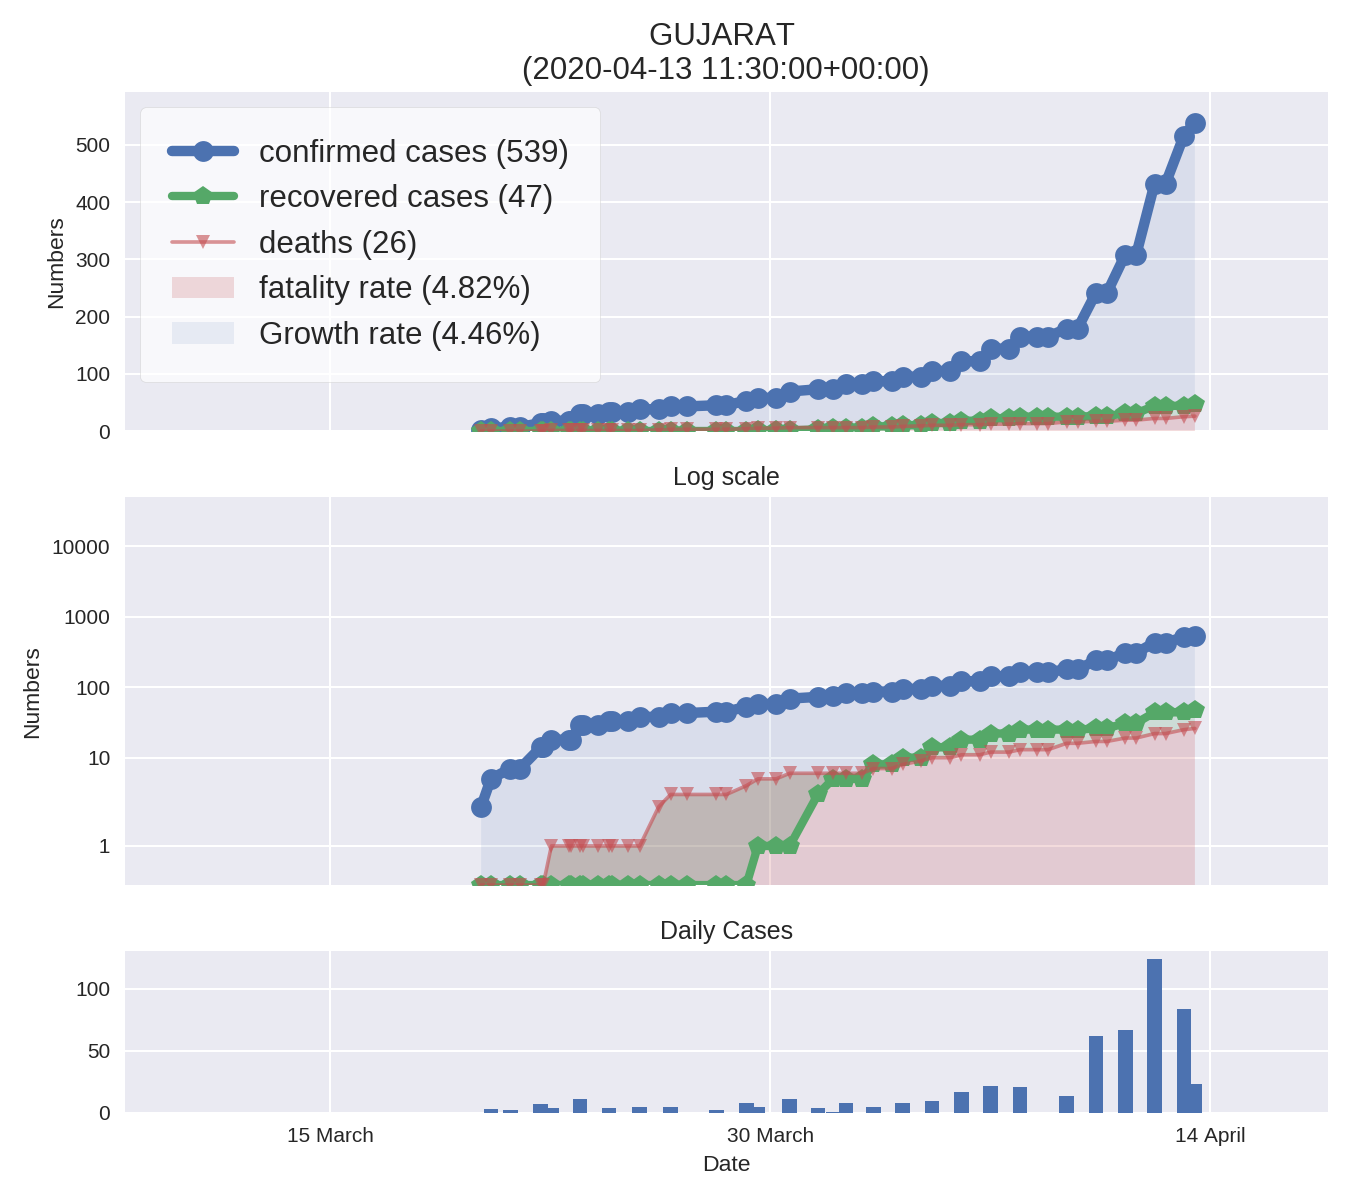 GUJARAT
(2020-04-13 11:30:00+00:00)
500
400
300
200
100
0
Numbers
confirmed cases (539)
recovered cases (47)
deaths (26)
fatality rate (4.82%)
Growth rate (4.46%)
Log scale
10000
1000
100
10
1
Numbers
Daily Cases
100
50
0
15 March
30 March
14 April
Date